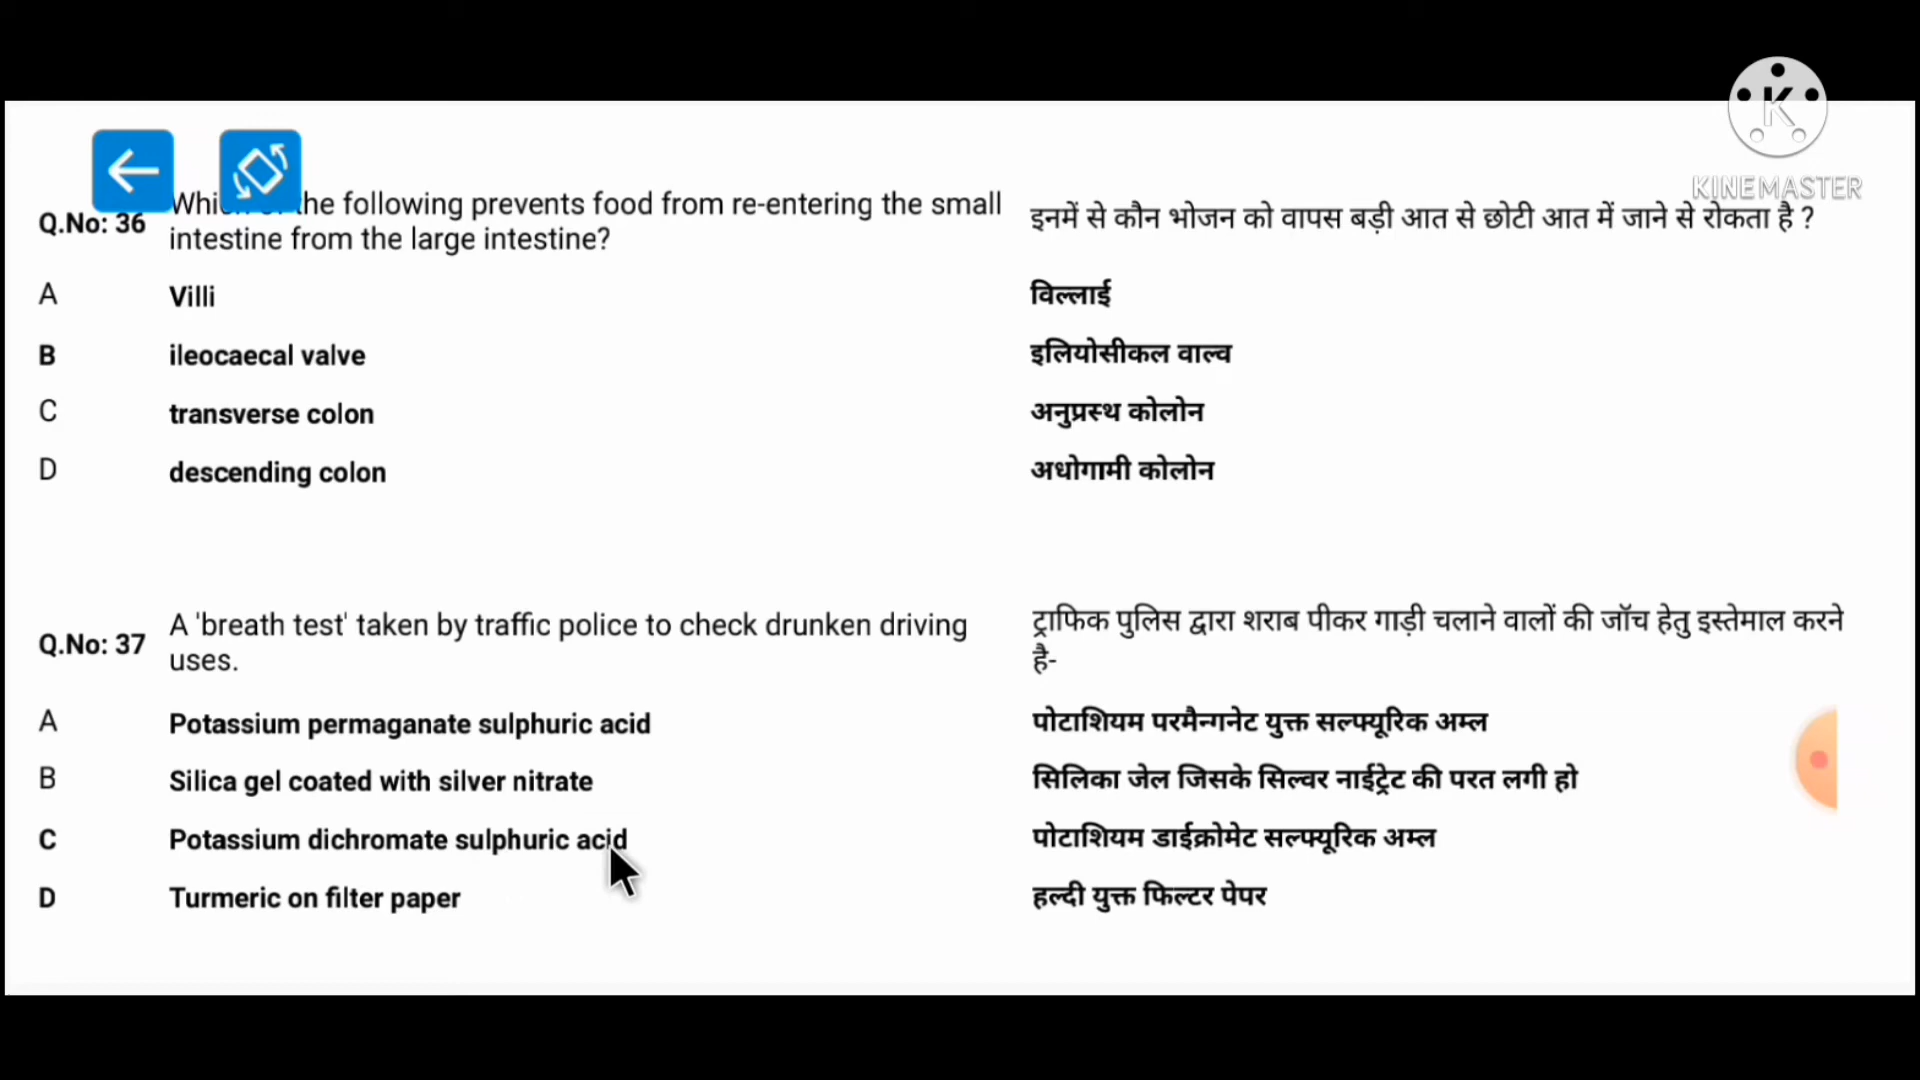 KINEMASTER
Q.No: 36
the following prevents food from re-entering the small
intestine from the large intestine?
इनमें से कौन भोजन को वापस बड़ी आत से छोटी आत में जाने से रोकता है ?
A Villi विल्लाई
B ileocaecal valve इलियोसीकल वाल्व
C transverse colon अनुप्रस्थ कोलोन
D descending colon अधोगामी कोलोन
Q.No: 37
A 'breath test' taken by traffic police to check drunken driving
uses.
ट्राफिक पुलिस द्वारा शराब पीकर गाड़ी चलाने वालों की जॉच हेतु इस्तेमाल करने
है-
A Potassium permaganate sulphuric acid पोटाशियम परमैन्गनेट युक्त सल्फ्यूरिक अम्ल
B Silica gel coated with silver nitrate सिलिका जेल जिसके सिल्वर नाईट्रेट की परत लगी हो
C Potassium dichromate sulphuric acid पोटाशियम डाईक्रोमेट सल्फ्यूरिक अम्ल
D Turmeric on filter paper हल्दी युक्त फिल्टर पेपर